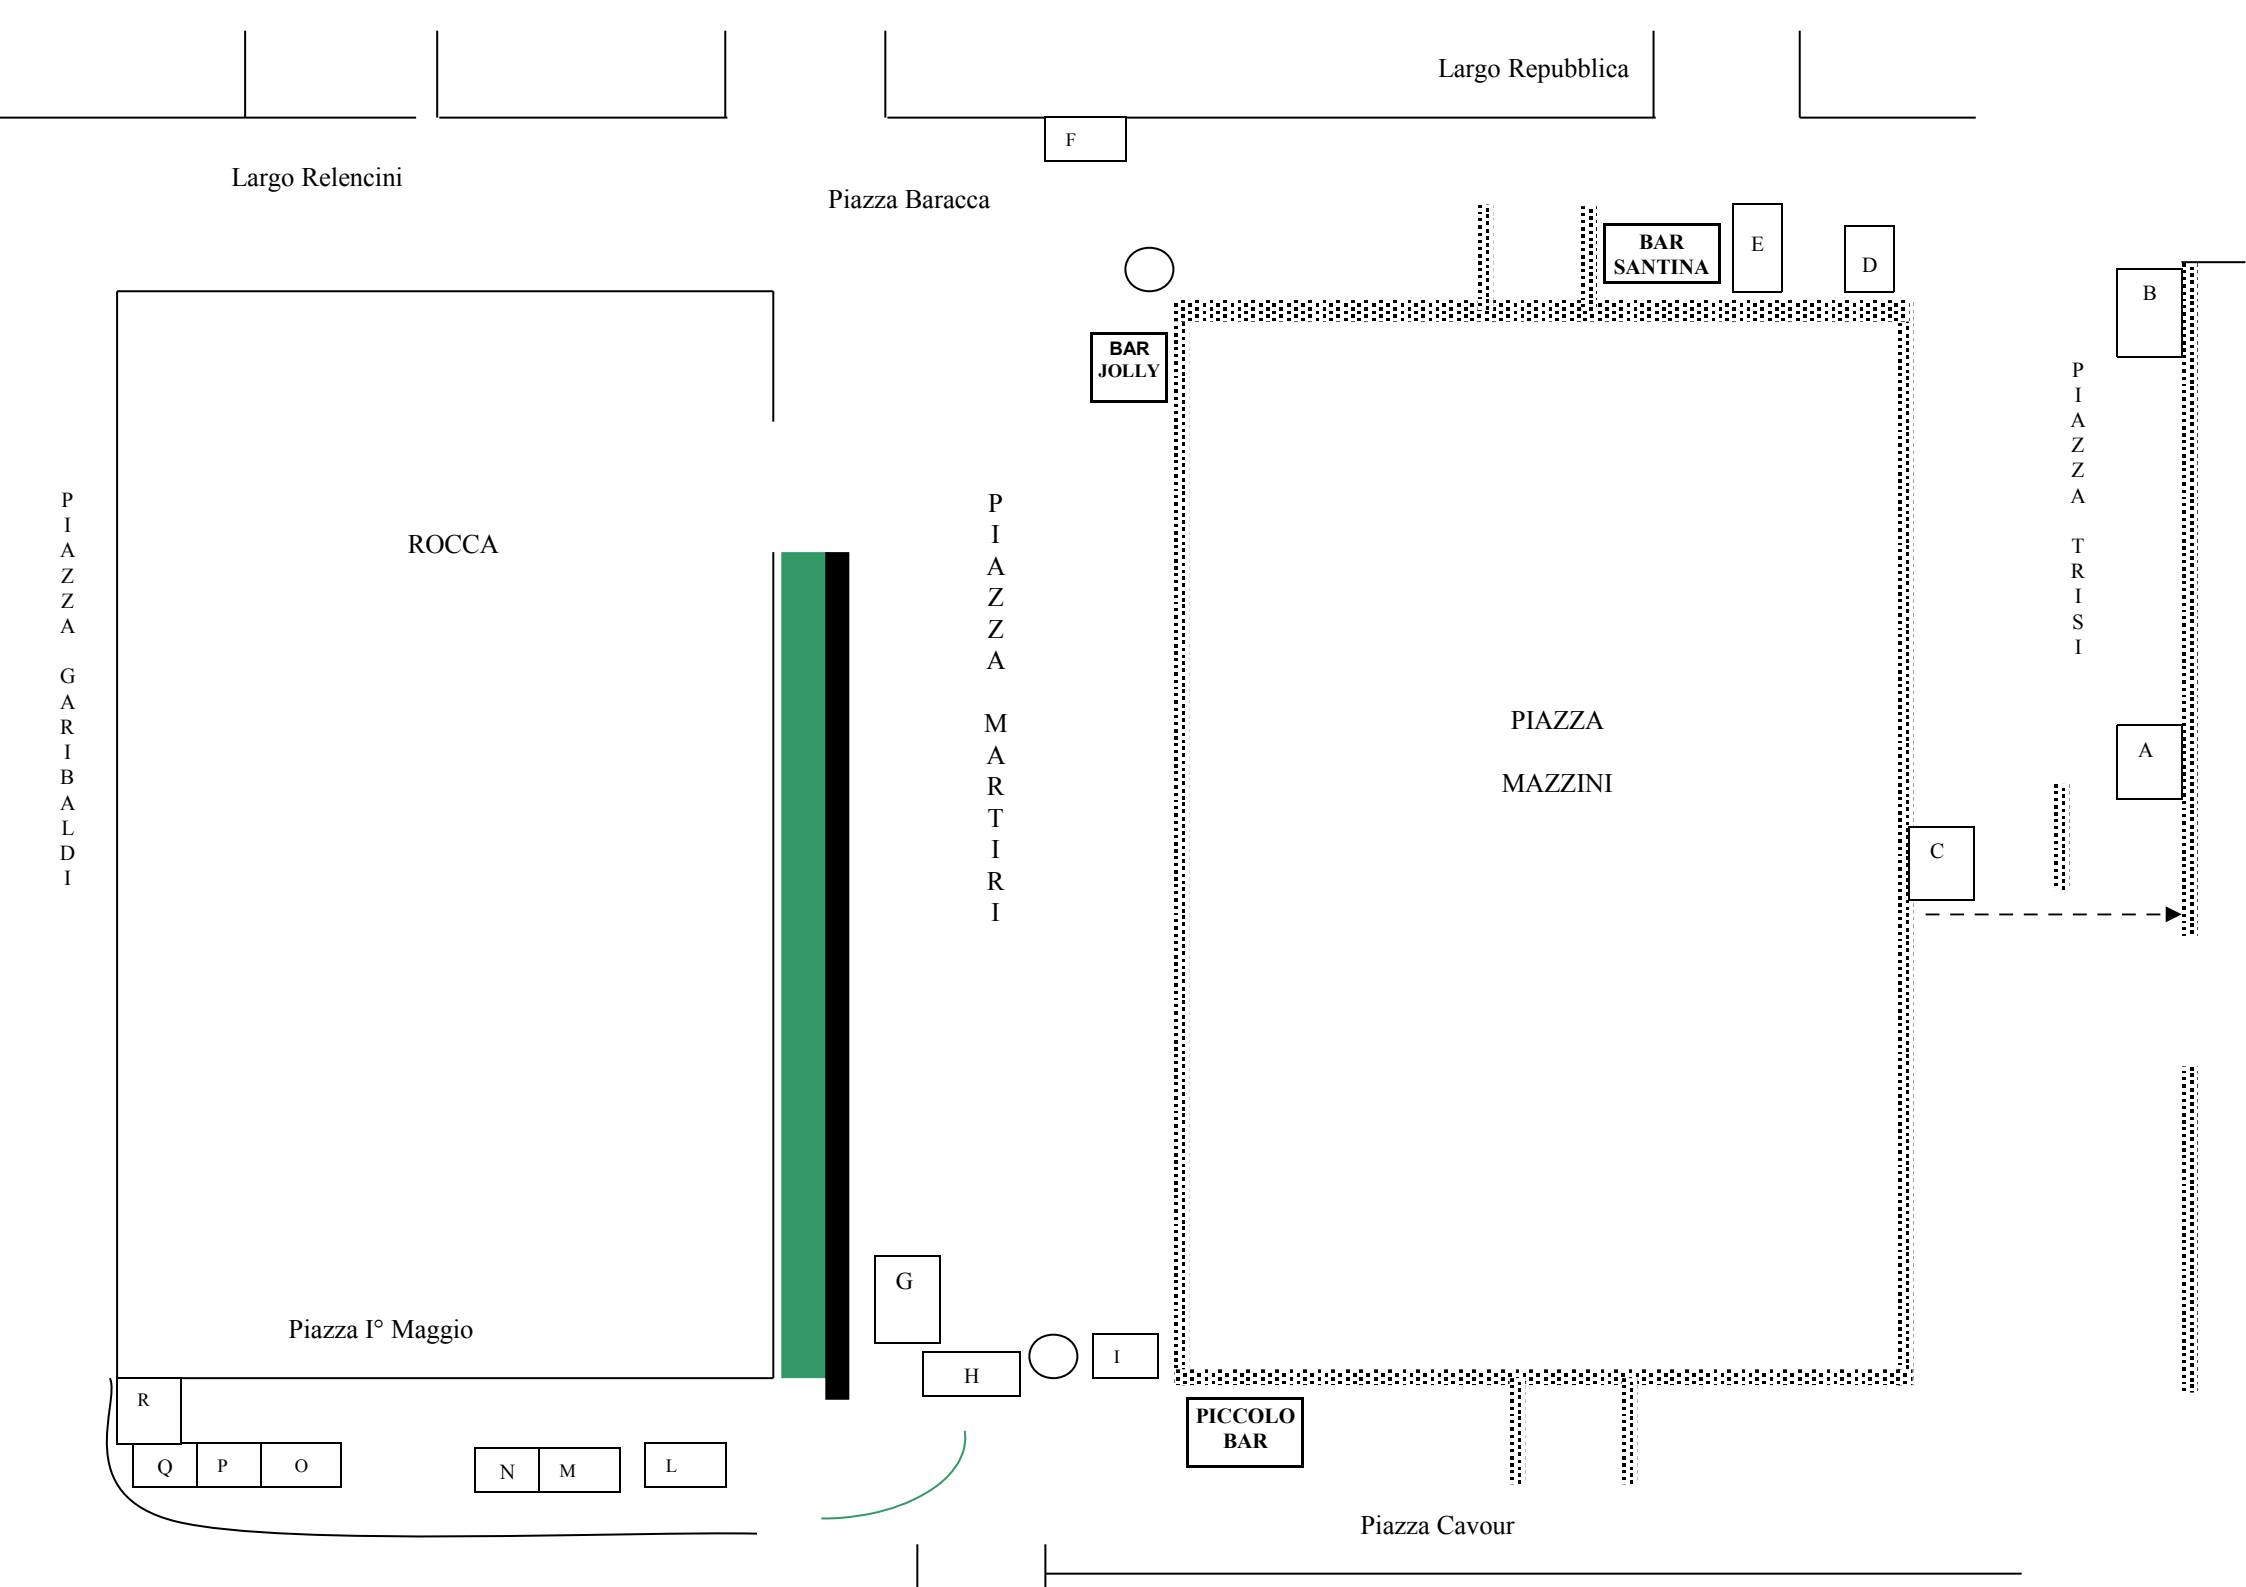 Largo Repubblica
F
Largo Relencini
Piazza Baracca
BAR
SANTINA
E
D
B
BAR
JOLLY
PIAZZA GARIBALDI
ROCCA
PIAZZA MARTIRI
PIAZZA
MAZZINI
PIAZZA TRISI
A
C
G
Piazza I° Maggio
H
I
R
PICCOLO
BAR
Q
P
O
N
M
L
Piazza Cavour